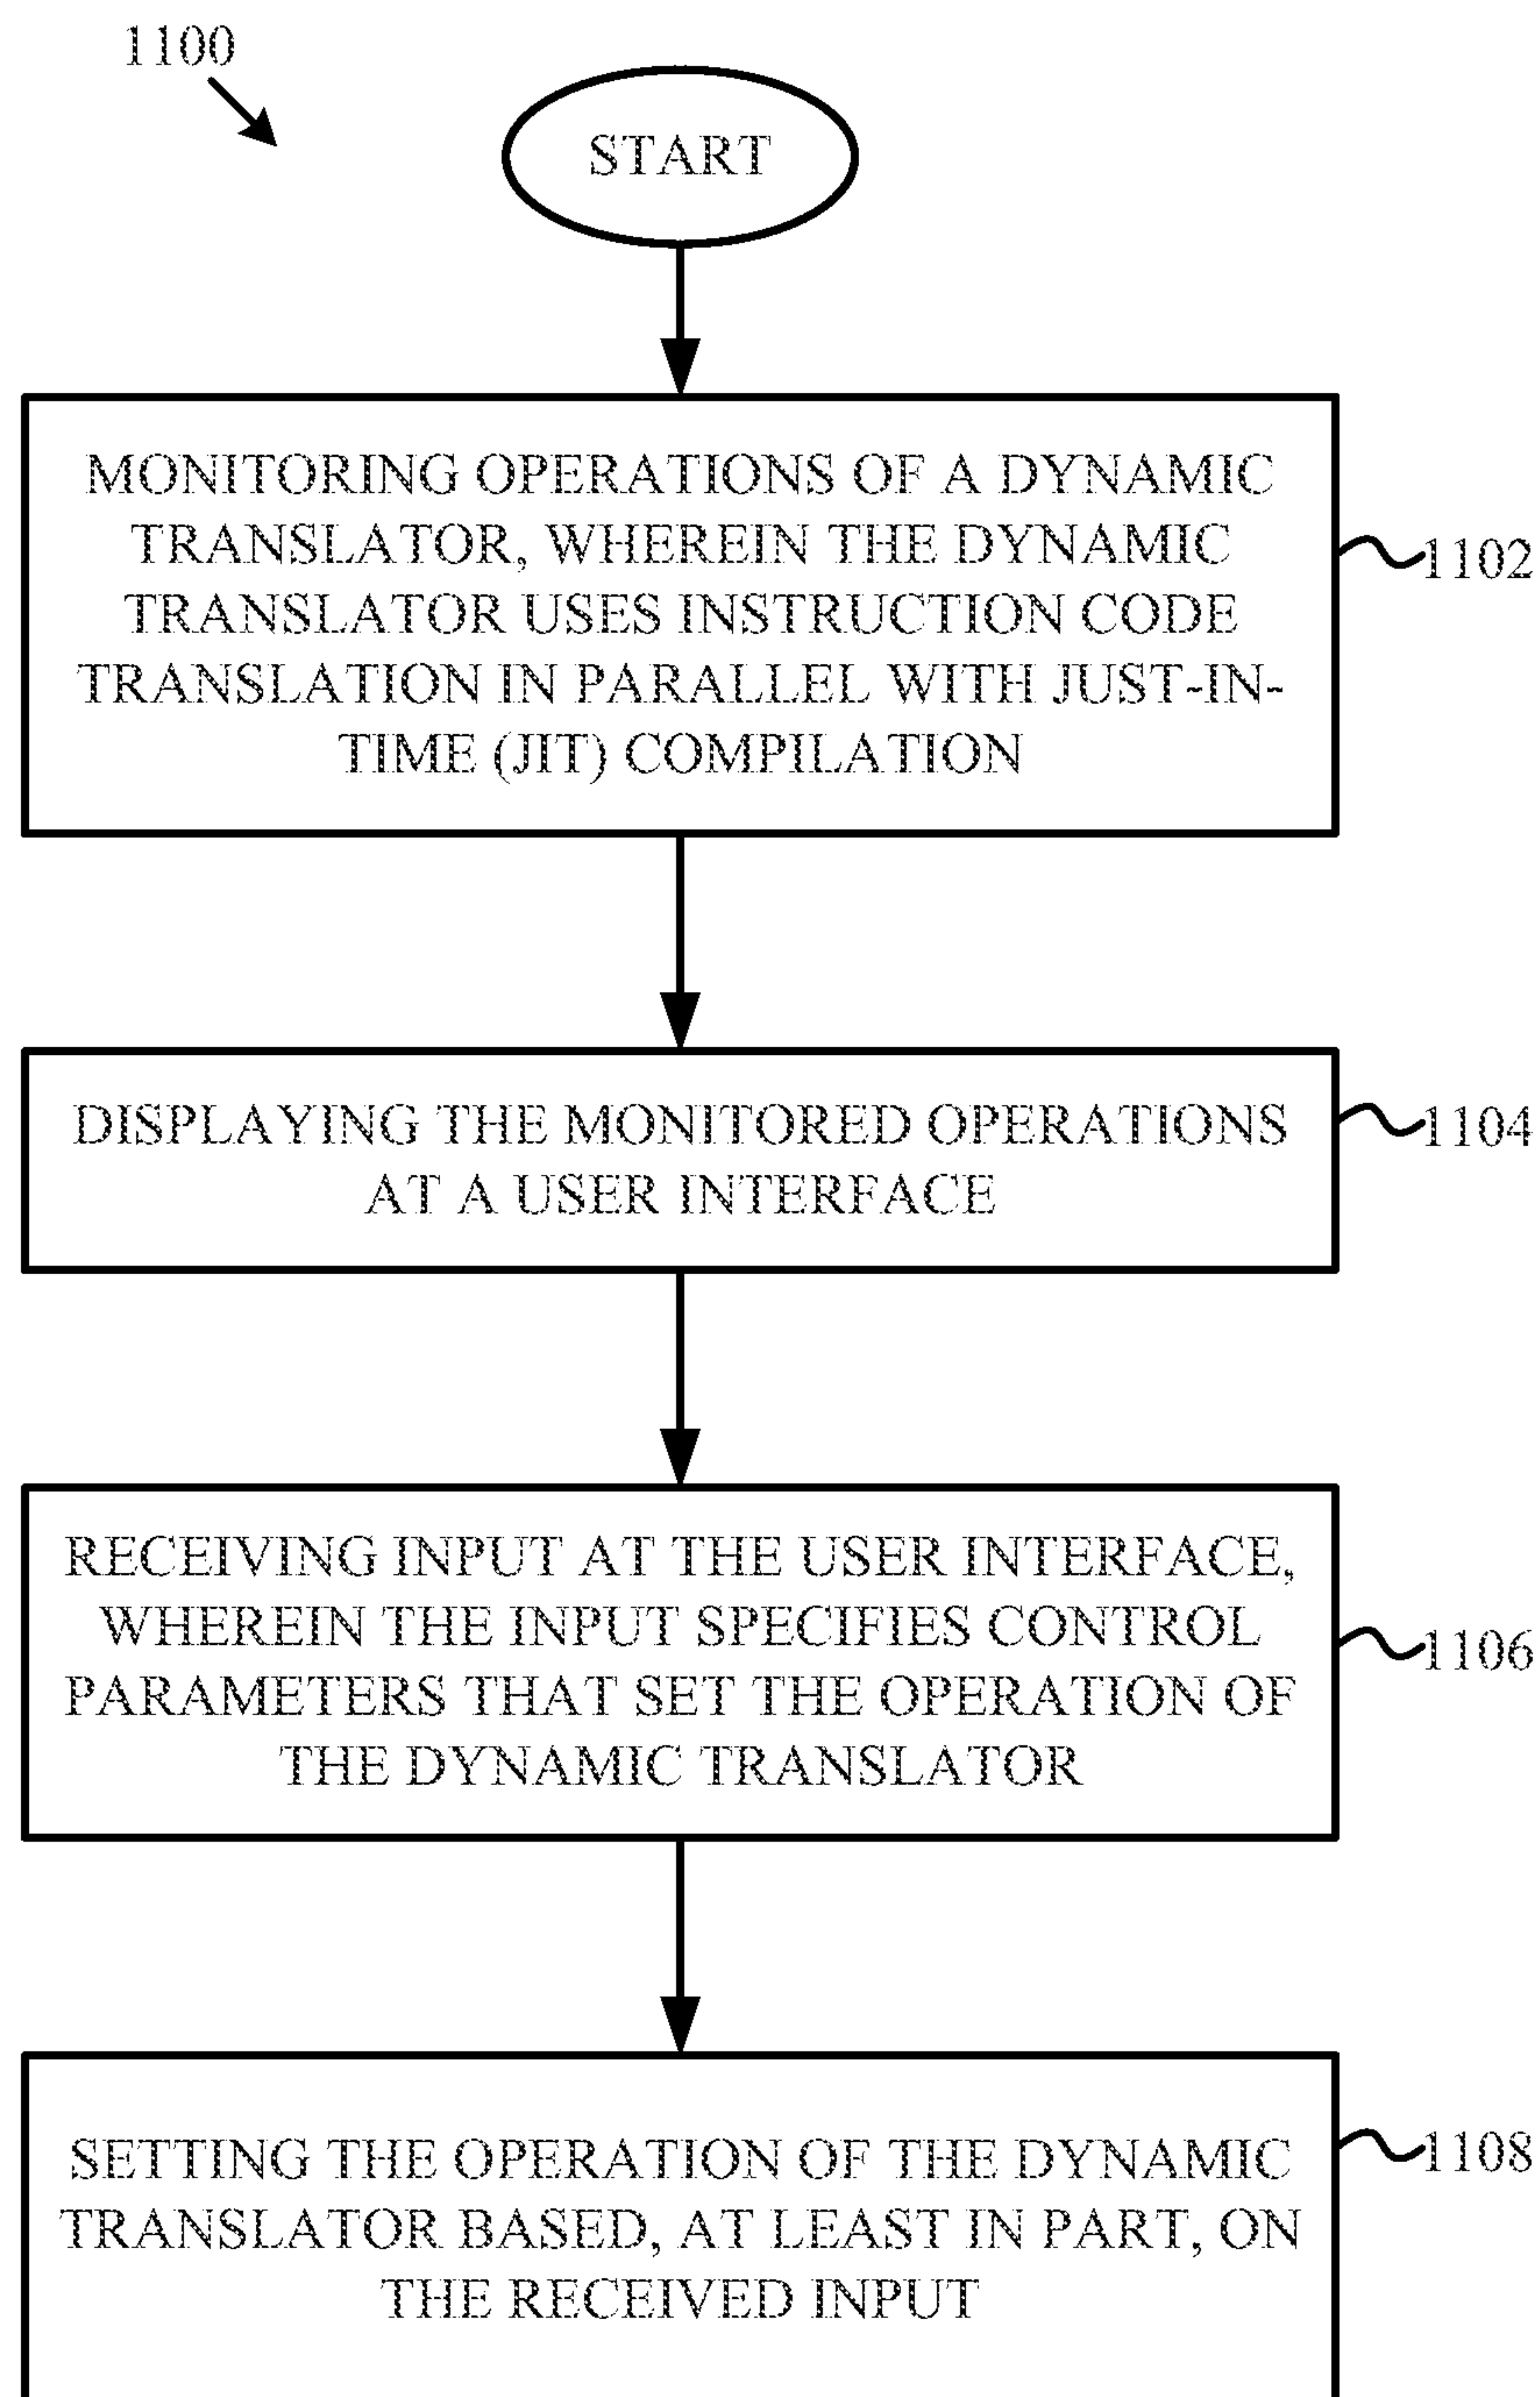 1100
START
MONITORING OPERATIONS OF A DYNAMIC
TRANSLATOR, WHEREIN THE DYNAMIC
TRANSLATOR USES INSTRUCTION CODE
TRANSLATION IN PARALLEL WITH JUST-IN-
TIME (JIT) COMPILATION
1102
DISPLAYING THE MONITORED OPERATIONS
AT A USER INTERFACE
1104
RECEIVING INPUT AT THE USER INTERFACE,
WHEREIN THE INPUT SPECIFIES CONTROL
PARAMETERS THAT SET THE OPERATION OF
THE DYNAMIC TRANSLATOR
1106
SETTING THE OPERATION OF THE DYNAMIC
TRANSLATOR BASED, AT LEAST IN PART, ON
THE RECEIVED INPUT
1108